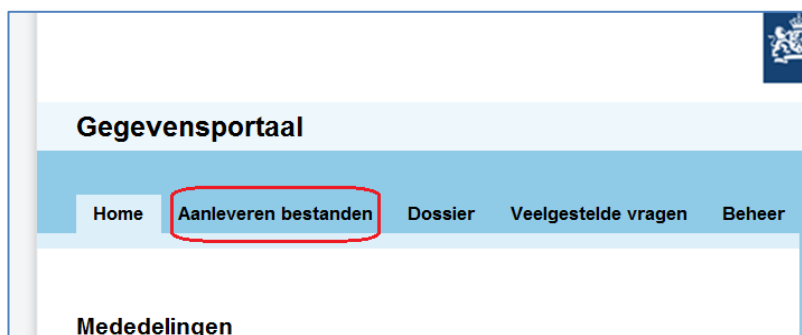 Gegevensportaal
Home Aanleveren bestanden Dossier Veelgestelde vragen Beheer
Mededelingen